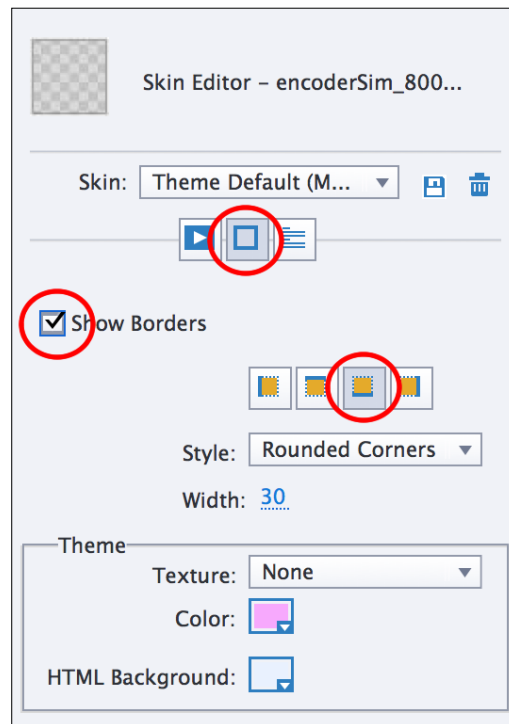 Skin Editor – encoderSim_800...
Skin: Theme Default (M...
Show Borders
Style: Rounded Corners
Width: 30
Theme
Texture: None
Color:
HTML Background: